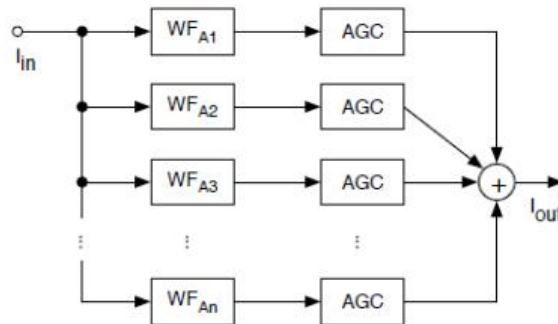 WF_A1 AGC
I_in
WF_A2 AGC
WF_A3 AGC
+
I_out
⋮ ⋮ ⋮
WF_An AGC